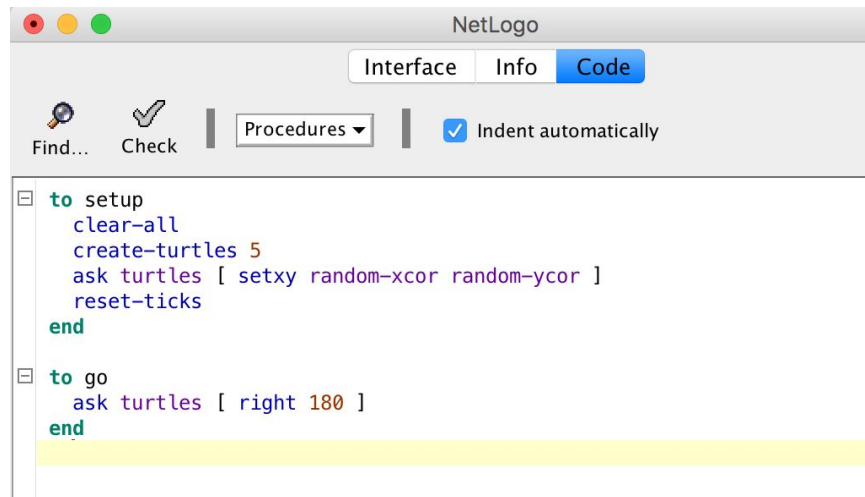 NetLogo
Interface Info Code
Find... Check Procedures Indent automatically
to setup
clear-all
create-turtles 5
ask turtles [ setxy random-xcor random-ycor ]
reset-ticks
end
to go
ask turtles [ right 180 ]
end